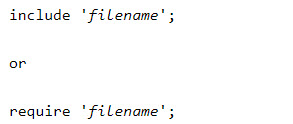 include 'filename';
or
require 'filename';